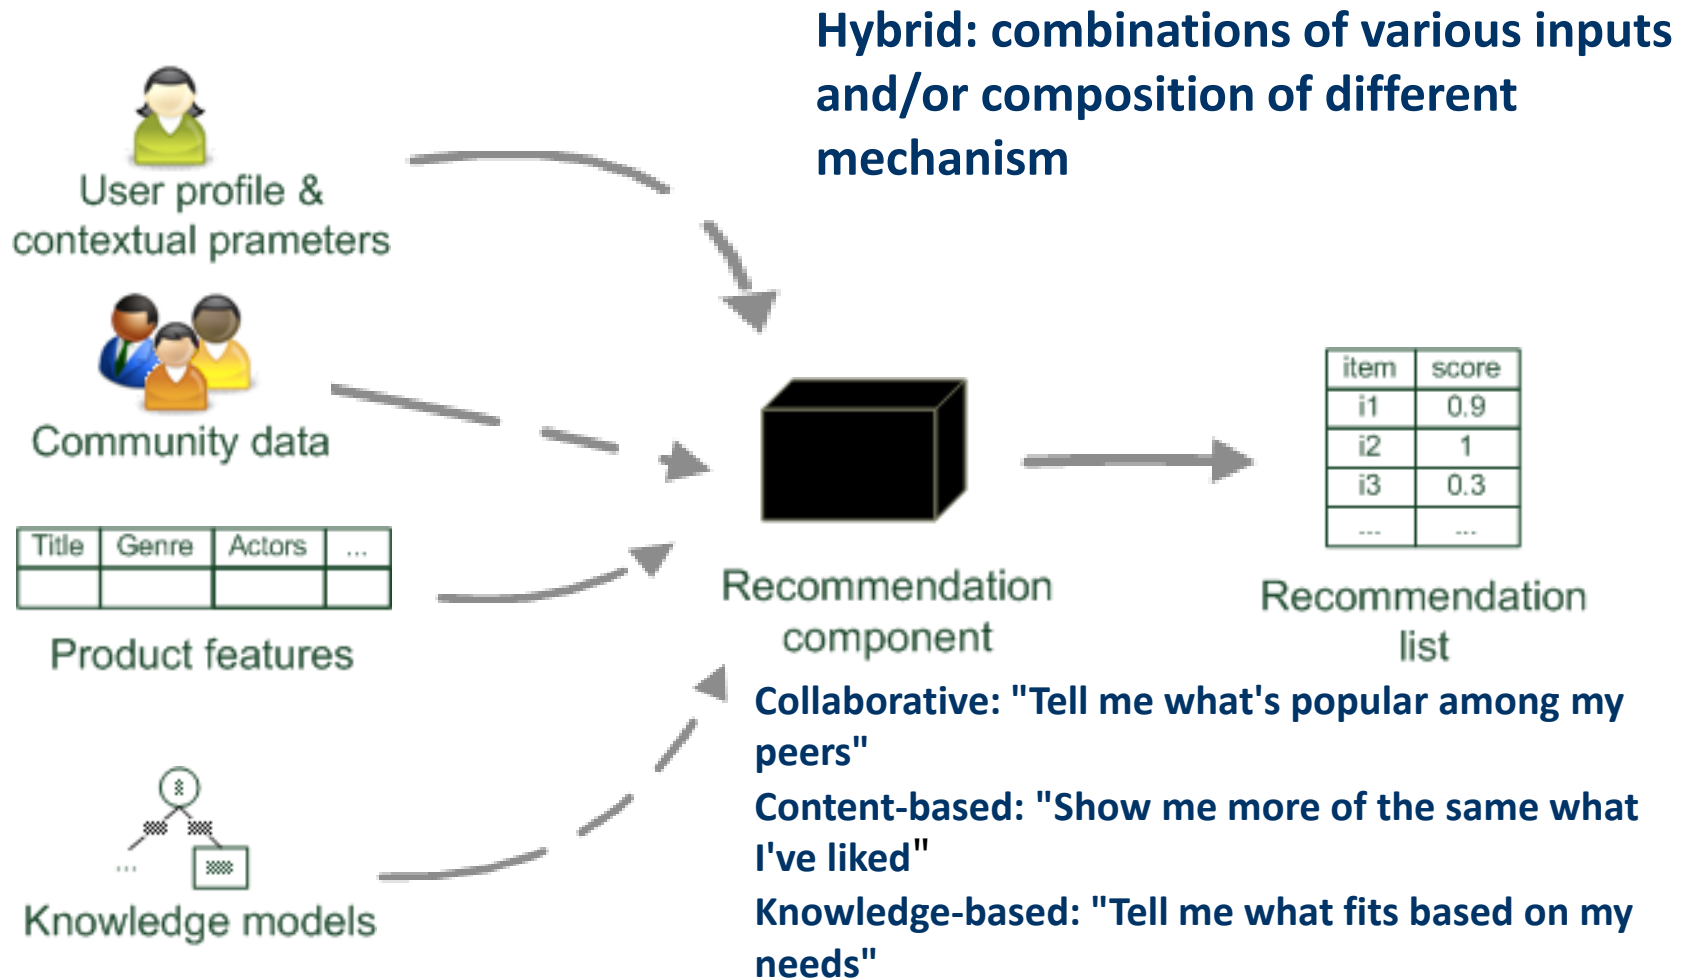 Hybrid: combinations of various inputs
and/or composition of different
mechanism
User profile &
contextual prameters
Community data
Title Genre Actors ...
Product features
Knowledge models
...
Recommendation
component
item score
i1 0.9
i2 1
i3 0.3
... ...
Recommendation
list
Collaborative: "Tell me what's popular among my
peers"
Content-based: "Show me more of the same what
I've liked"
Knowledge-based: "Tell me what fits based on my
needs"